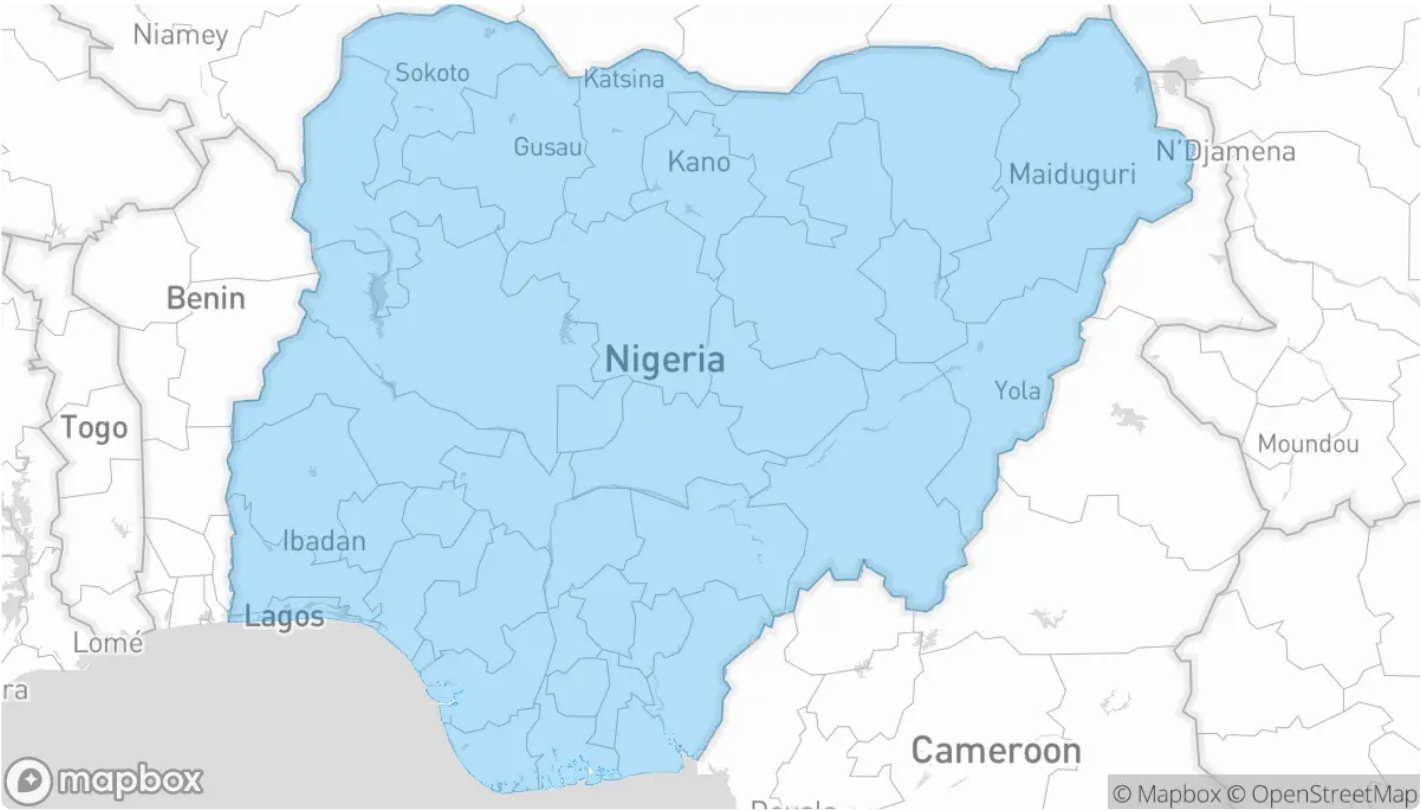 Niamey
Sokoto
Katsina
Gusau
Kano
N'Djamena
Maiduguri
Benin
Nigeria
Yola
Togo
Moundou
Ibadan
Lagos
Lomé
ra
Cameroon
mapbox
© Mapbox © OpenStreetMap